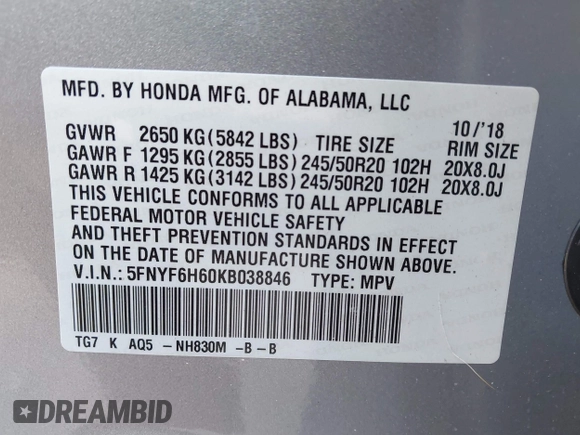 MFD. BY HONDA MFG. OF ALABAMA, LLC
10/'18
GVWR 2650 KG(5842 LBS) TIRE SIZE RIM SIZE
GAWR F 1295 KG(2855 LBS) 245/50R20 102H 20X8.0J
GAWR R 1425 KG(3142 LBS) 245/50R20 102H 20X8.0J
THIS VEHICLE CONFORMS TO ALL APPLICABLE
FEDERAL MOTOR VEHICLE SAFETY
AND THEFT PREVENTION STANDARDS IN EFFECT
ON THE DATE OF MANUFACTURE SHOWN ABOVE.
V.I.N.: 5FNYF6H60KB038846 TYPE: MPV
TG7 K AQ5 -NH830M -B-B
DREAMBID